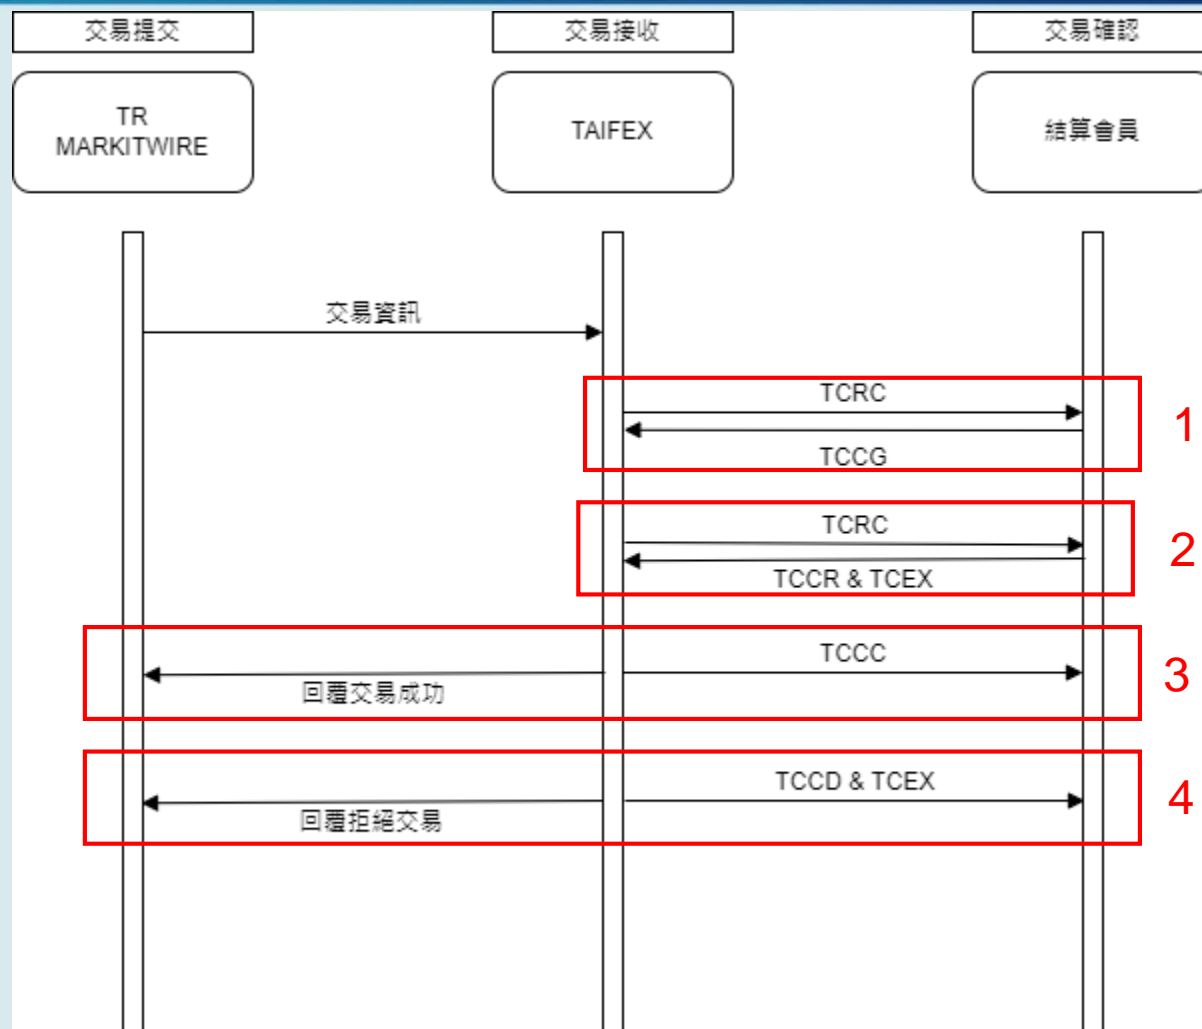 交易提交
交易接收
交易確認
TR
MARKITWIRE
TAIFEX
結算會員
交易資訊
TCRC
TCCG
1
TCRC
TCCR & TCEX
2
TCCC
回覆交易成功
3
TCCD & TCEX
回覆拒絕交易
4